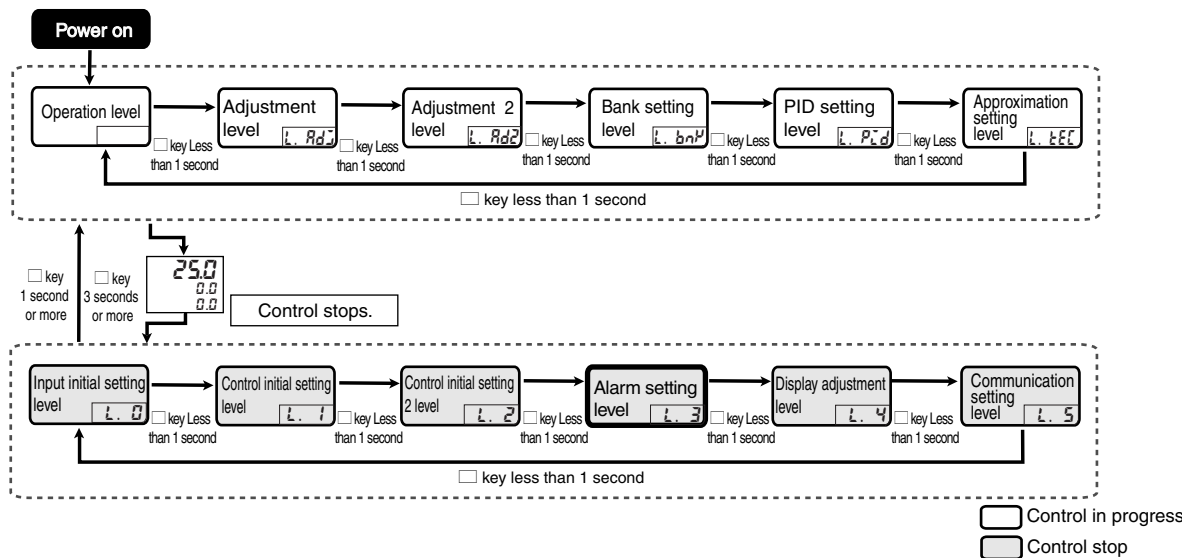 Power on
Operation level
Adjustment
level
L.Adj
Adjustment 2
level
L.Ad2
Bank setting
level
L.bnk
PID setting
level
L.PId
Approximation
setting
level
L.tEC
□ key Less
than 1 second
□ key Less
than 1 second
□ key Less
than 1 second
□ key Less
than 1 second
□ key Less
than 1 second
□ key less than 1 second
□ key
1 second
or more
□ key
3 seconds
or more
25.0
0.0
0.0
Control stops.
Input initial setting
level
L. 0
Control initial setting
level
L. 1
Control initial setting
2 level
L. 2
Alarm setting
level
L. 3
Display adjustment
level
L. 4
Communication
setting
level
L. 5
□ key Less
than 1 second
□ key Less
than 1 second
□ key Less
than 1 second
□ key Less
than 1 second
□ key Less
than 1 second
□ key less than 1 second
Control in progress
Control stop